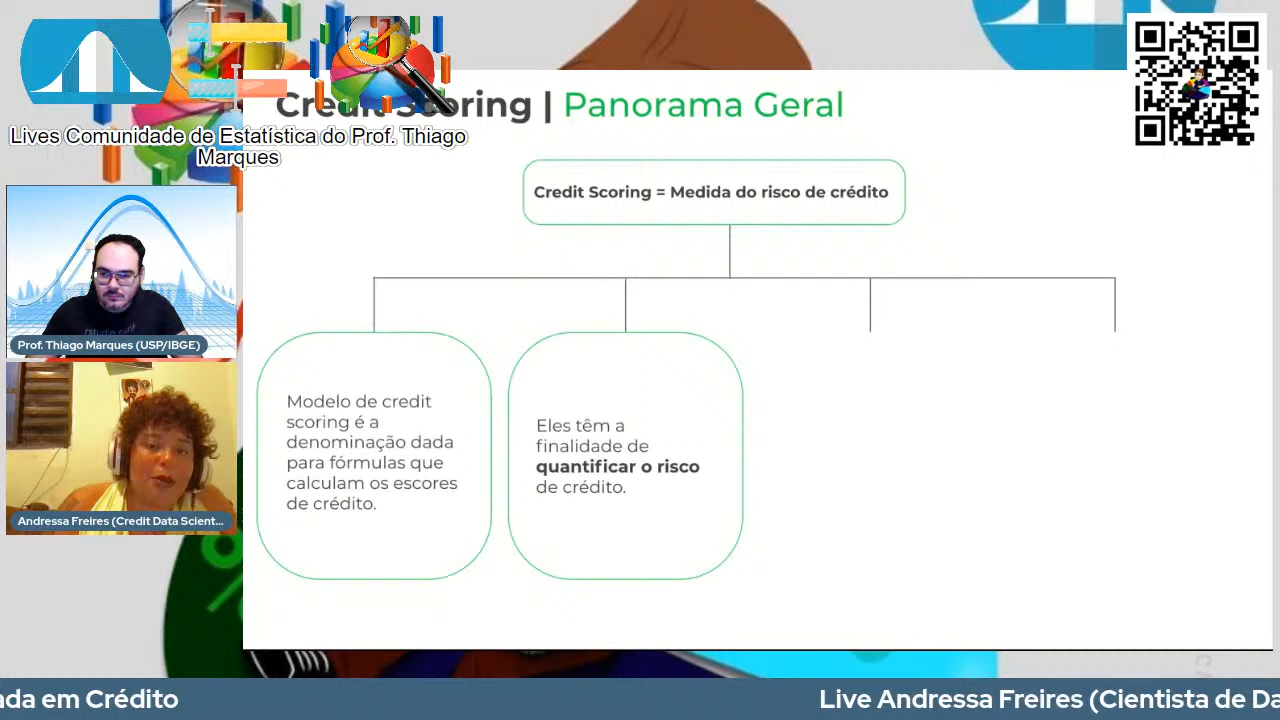 Lives Comunidade de Estatística do Prof. Thiago
Marques
Credit Scoring | Panorama Geral
Credit Scoring = Medida do risco de crédito
Modelo de credit
scoring é a
denominação dada
para fórmulas que
calculam os escores
de crédito.
Eles têm a
finalidade de
quantificar o risco
de crédito.
Prof. Thiago Marques (USP/IBGE)
Andressa Freires (Credit Data Scient...
ada em Crédito
Live Andressa Freires (Cientista de Da